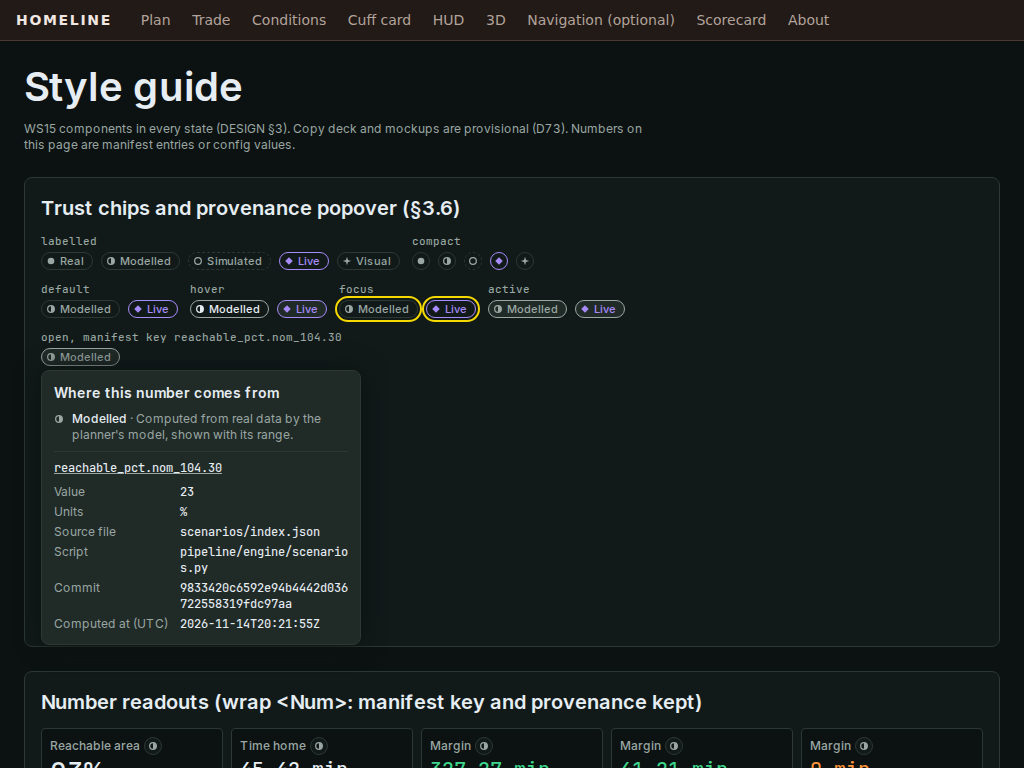 HOMELINE Plan Trade Conditions Cuff card HUD 3D Navigation (optional) Scorecard About
Style guide
WS15 components in every state (DESIGN §3). Copy deck and mockups are provisional (D73). Numbers on
this page are manifest entries or config values.
Trust chips and provenance popover (§3.6)
labelled compact
Real Modelled Simulated Live Visual
default hover focus active
Modelled Live Modelled Live Modelled Live Modelled Live
open, manifest key reachable_pct.nom_104.30
Modelled
Where this number comes from
Modelled · Computed from real data by the
planner's model, shown with its range.
reachable_pct.nom_104.30
Value 23
Units %
Source file scenarios/index.json
Script pipeline/engine/scenario
s.py
Commit 9833420c6592e94b4442d036
722558319fdc97aa
Computed at (UTC) 2026-11-14T20:21:55Z
Number readouts (wrap <Num>: manifest key and provenance kept)
Reachable area Time home Margin Margin Margin